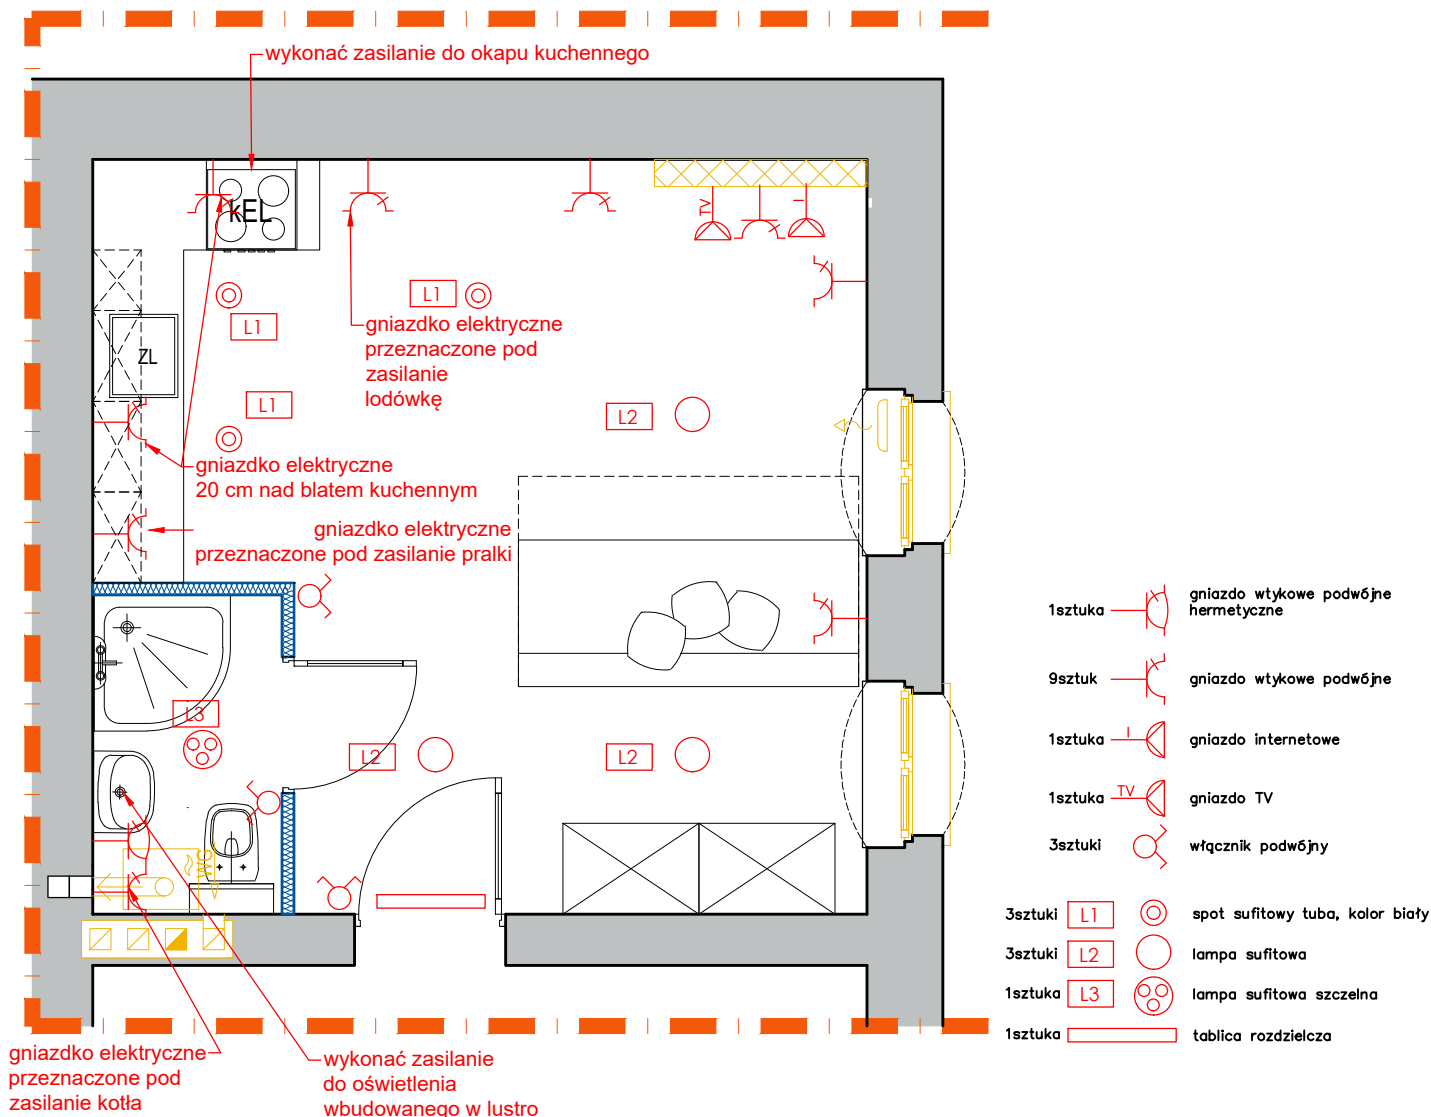 wykonać zasilanie do okapu kuchennego
kEL
TV
I
L1
L1
gniazdko elektryczne
przeznaczone pod
zasilanie
lodówkę
ZL
L1
L2
gniazdko elektryczne
20 cm nad blatem kuchennym
gniazdko elektryczne
przeznaczone pod zasilanie pralki
L3
L2
L2
WC
gniazdko elektryczne
przeznaczone pod
zasilanie kotła
wykonać zasilanie
do oświetlenia
wbudowanego w lustro
1sztuka gniazdo wtykowe podwójne
hermetyczne
9sztuk gniazdo wtykowe podwójne
1sztuka I gniazdo internetowe
1sztuka TV gniazdo TV
3sztuki włącznik podwójny
3sztuki L1 spot sufitowy tuba, kolor biały
3sztuki L2 lampa sufitowa
1sztuka L3 lampa sufitowa szczelna
1sztuka tablica rozdzielcza